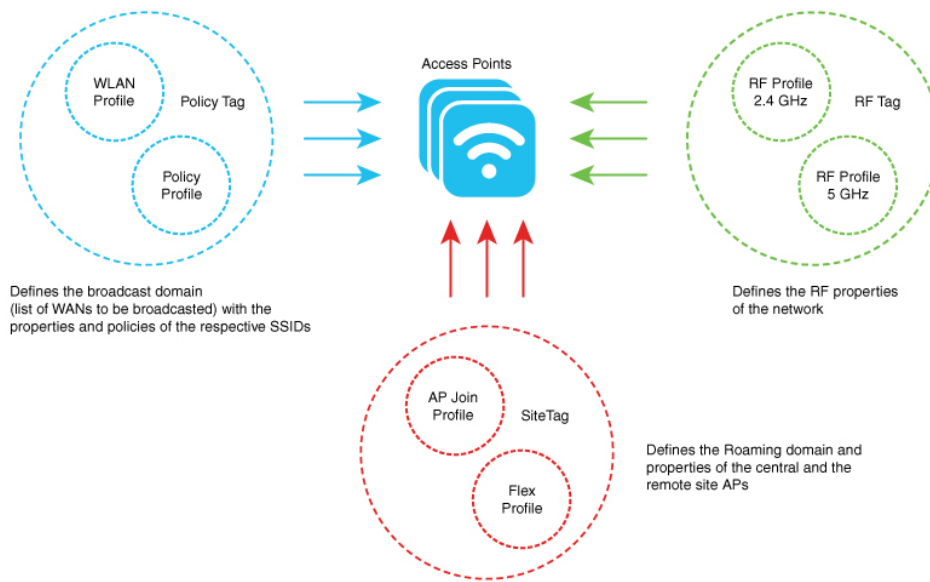 Access Points
WLAN
Profile
Policy Tag
Policy
Profile
RF Profile
2.4 GHz
RF Tag
RF Profile
5 GHz
Defines the broadcast domain
(list of WANs to be broadcasted) with the
properties and policies of the respective SSIDs
Defines the RF properties
of the network
AP Join
Profile
SiteTag
Flex
Profile
Defines the Roaming domain and
properties of the central and the
remote site APs